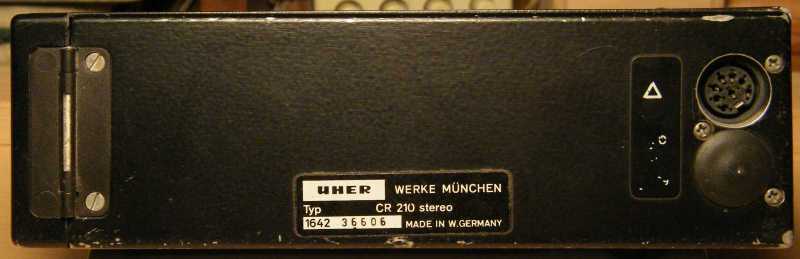 UHER WERKE MÜNCHEN
Typ CR 210 stereo
1642 36606 MADE IN W.GERMANY